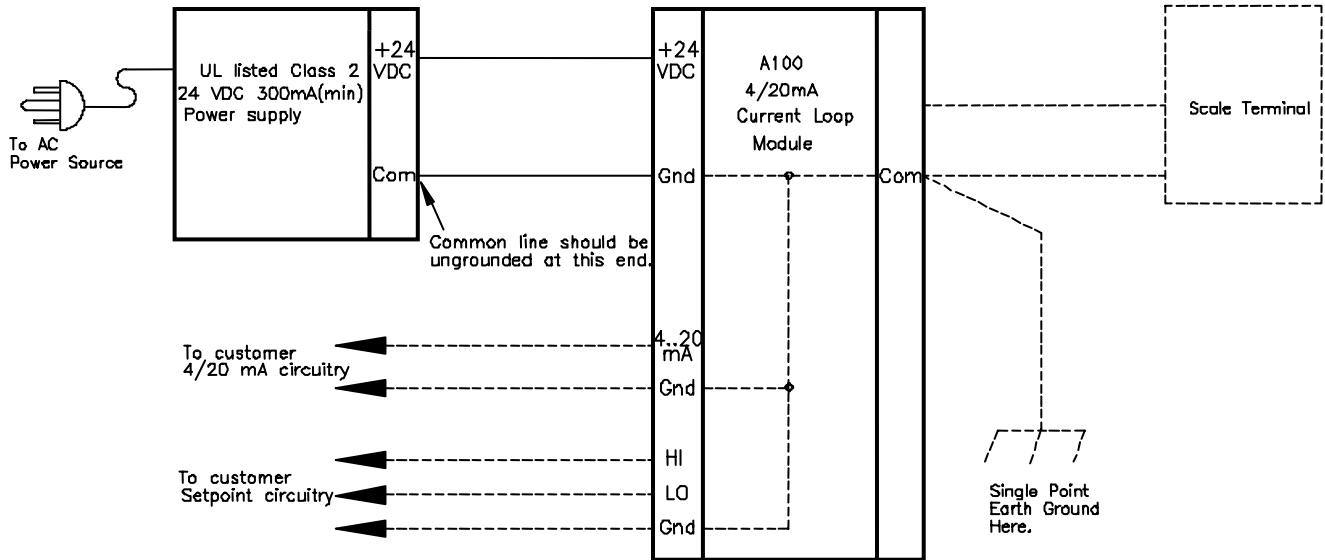 UL listed Class 2
24 VDC 300mA(min)
Power supply
+24
VDC
Com
To AC
Power Source
Common line should be
ungrounded at this end.
+24
VDC
Gnd
A100
4/20mA
Current Loop
Module
Com
Scale Terminal
4..20
mA
Gnd
To customer
4/20 mA circuitry
HI
LO
Gnd
To customer
Setpoint circuitry
Single Point
Earth Ground
Here.